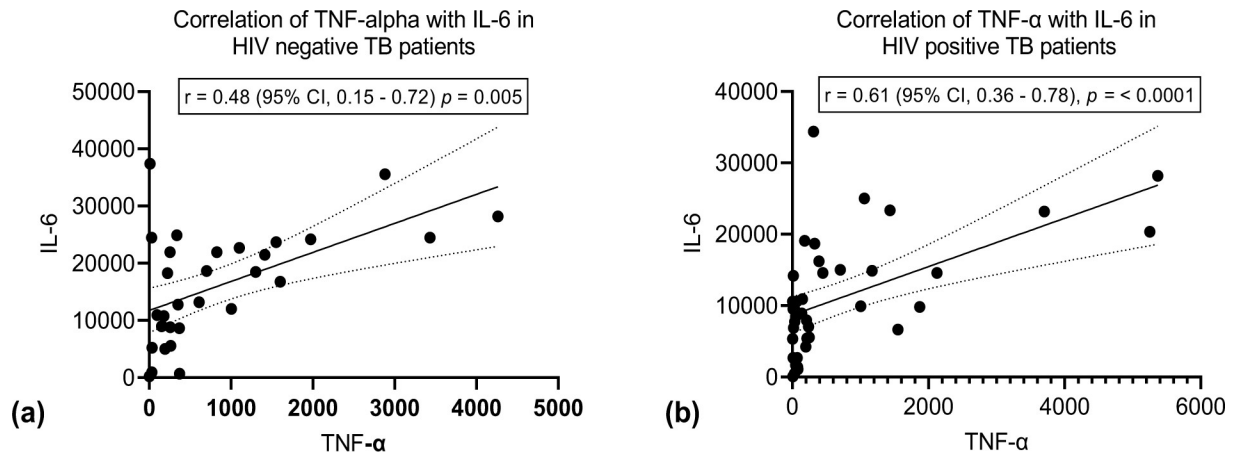 Correlation of TNF-alpha with IL-6 in
HIV negative TB patients
r = 0.48 (95% CI, 0.15 - 0.72) p = 0.005
50000
40000
30000
20000
10000
0
IL-6
0 1000 2000 3000 4000 5000
TNF-α
(a)
Correlation of TNF-α with IL-6 in
HIV positive TB patients
r = 0.61 (95% CI, 0.36 - 0.78), p = < 0.0001
40000
30000
20000
10000
0
IL-6
0 2000 4000 6000
TNF-α
(b)